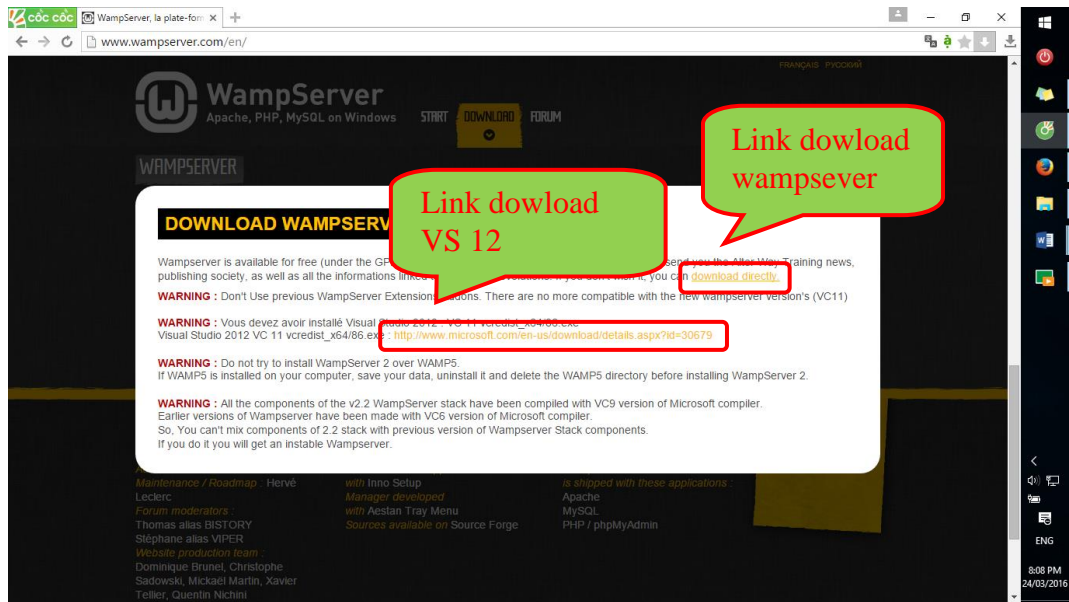 cốc cốc WampServer, la plate-forr
www.wampserver.com/en/
FRANÇAIS РУССКИЙ
WampServer
Apache, PHP, MySQL on Windows
START DOWNLOAD FORUM
WAMPSERVER
Link dowload
wampsever
Link dowload
VS 12
DOWNLOAD WAMPSERV
Wampserver is available for free (under the GP send you the Alter Way Training news,
publishing society, as well as all the informations linked If you don't wish it, you can download directly.
WARNING : Don't Use previous WampServer Extensions Addons. There are no more compatible with the new wampserver version's (VC11)
WARNING : Vous devez avoir installé Visual Studio 2012 : VC 11 vcredist_x64/86.exe
Visual Studio 2012 VC 11 vcredist_x64/86.exe : http://www.microsoft.com/en-us/download/details.aspx?id=30679
WARNING : Do not try to install WampServer 2 over WAMP5.
If WAMP5 is installed on your computer, save your data, uninstall it and delete the WAMP5 directory before installing WampServer 2.
WARNING : All the components of the v2.2 WampServer stack have been compiled with VC9 version of Microsoft compiler.
Earlier versions of Wampserver have been made with VC6 version of Microsoft compiler.
So, You can't mix components of 2.2 stack with previous version of Wampserver Stack components.
If you do it you will get an instable Wampserver.
Maintenance / Roadmap : Hervé
Leclerc
Forum moderators :
Thomas alias BISTORY
Stéphane alias VIPER
Website production team :
Dominique Brunel, Christophe
Sadowski, Mickaël Martin, Xavier
Tellier, Quentin Nichini
with Inno Setup
Manager developed
with Aestan Tray Menu
Sources available on Source Forge
is shipped with these applications :
Apache
MySQL
PHP / phpMyAdmin
ENG
8:08 PM
24/03/2016